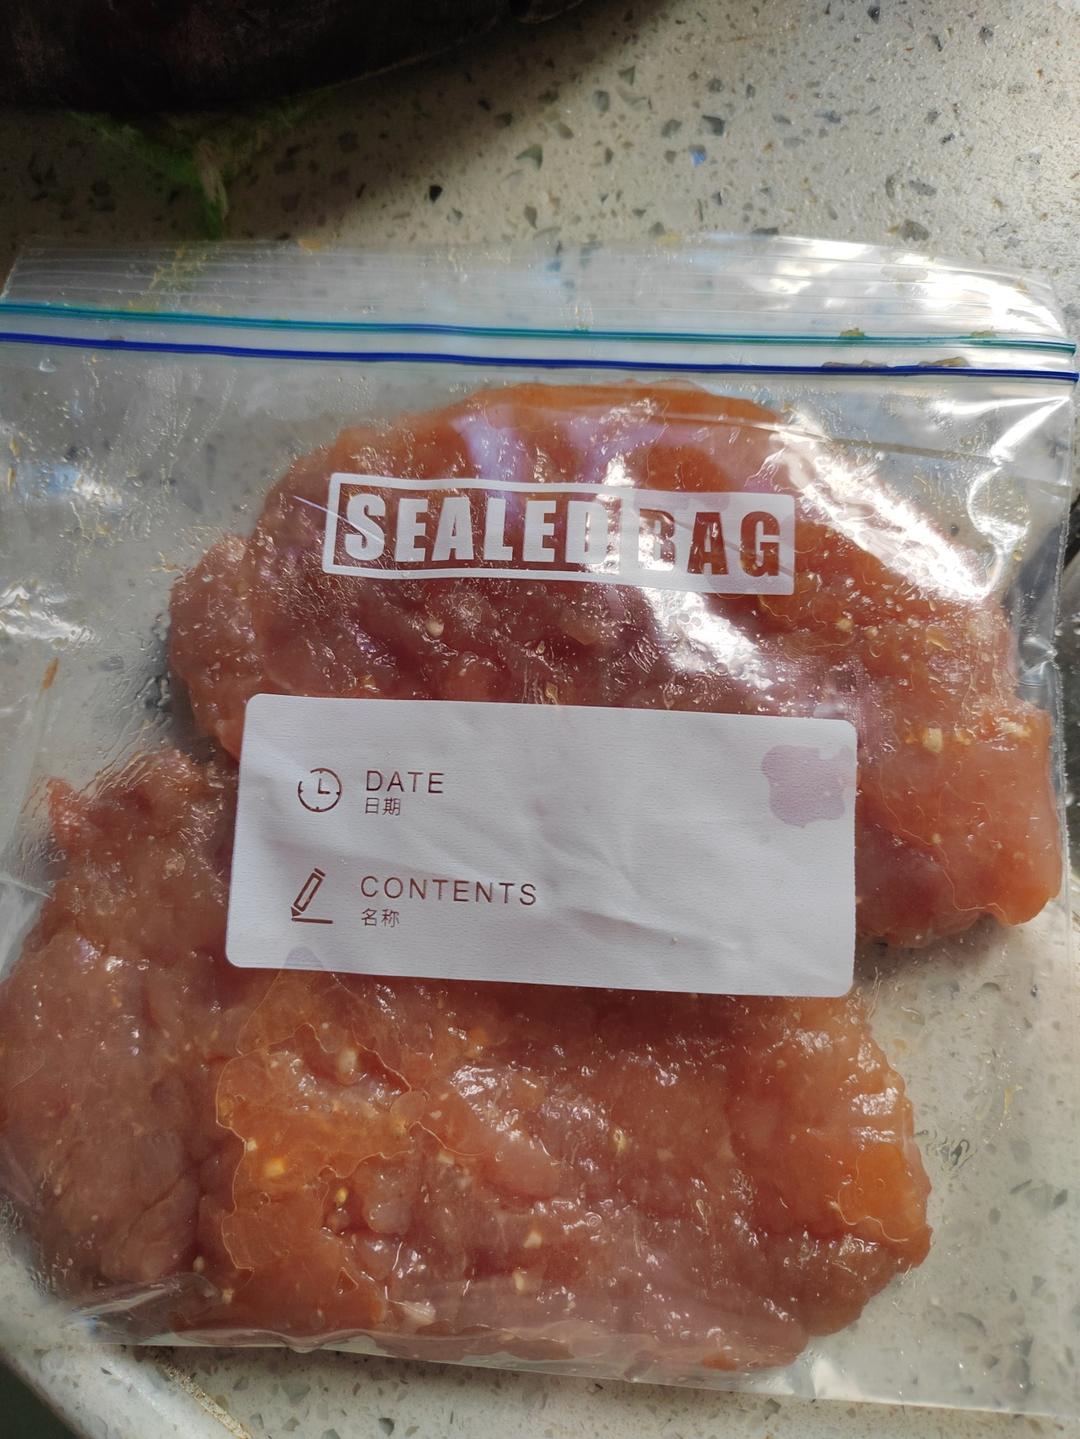 SEALED BAG
DATE
日期
CONTENTS
名称